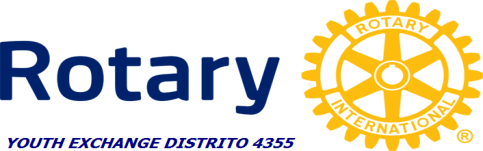 Rotary
YOUTH EXCHANGE DISTRITO 4355
ROTARY
INTERNATIONAL
®